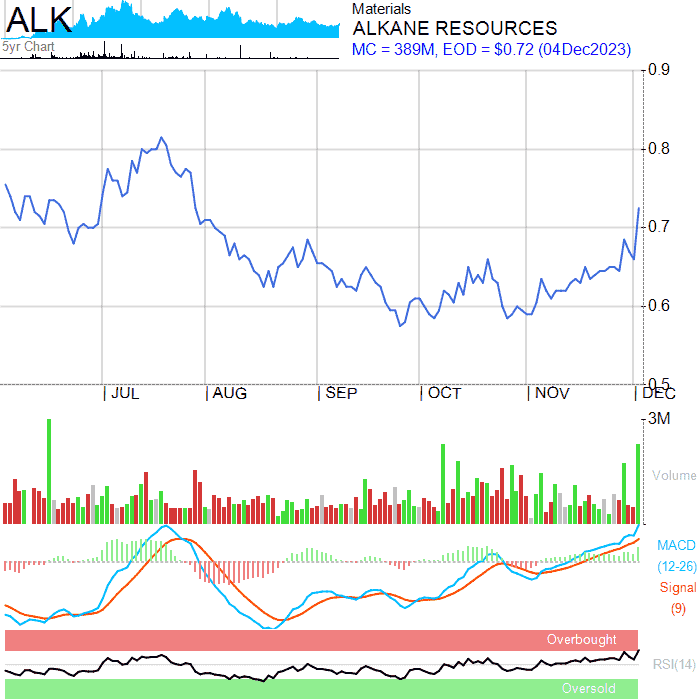 ALK
5yr Chart
Materials
ALKANE RESOURCES
MC = 389M, EOD = $0.72 (04Dec2023)
0.9
0.8
0.7
0.6
0.5
| JUL | AUG | SEP | OCT | NOV | DEC
3M
Volume
MACD
(12-26)
Signal
(9)
Overbought
RSI(14)
Oversold